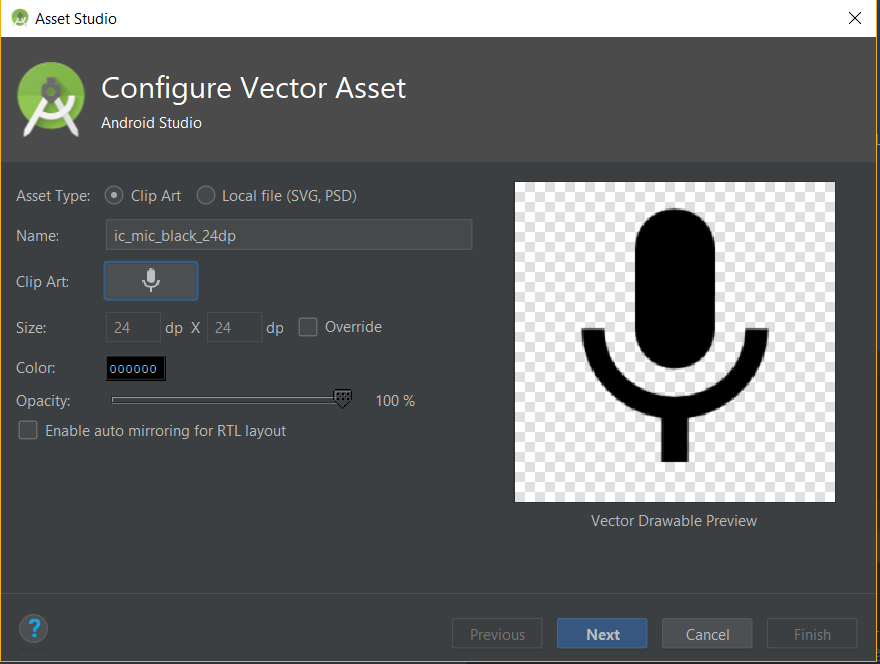 Asset Studio
Configure Vector Asset
Android Studio
Asset Type: Clip Art Local file (SVG, PSD)
Name: ic_mic_black_24dp
Clip Art:
Size: 24 dp X 24 dp Override
Color: 000000
Opacity: 100 %
Enable auto mirroring for RTL layout
Vector Drawable Preview
? Previous Next Cancel Finish